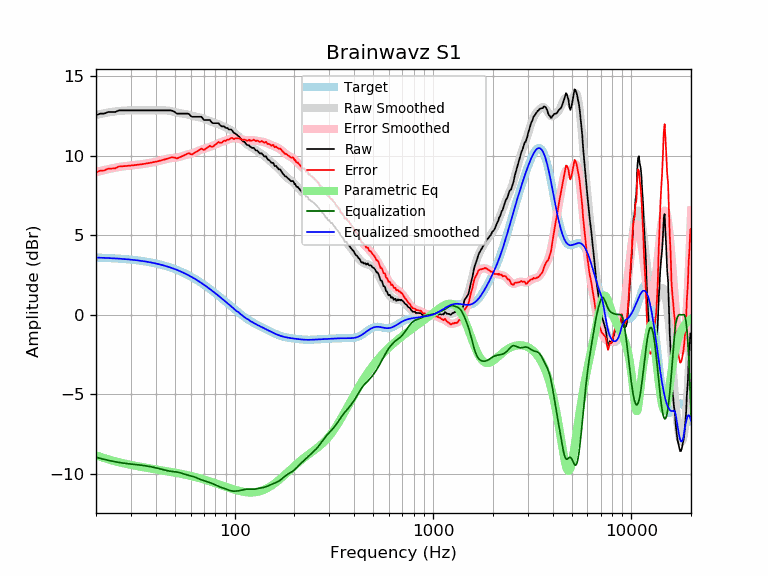 Brainwavz S1
15
10
5
0
−5
−10
Amplitude (dBr)
Target
Raw Smoothed
Error Smoothed
Raw
Error
Parametric Eq
Equalization
Equalized smoothed
100
1000
10000
Frequency (Hz)